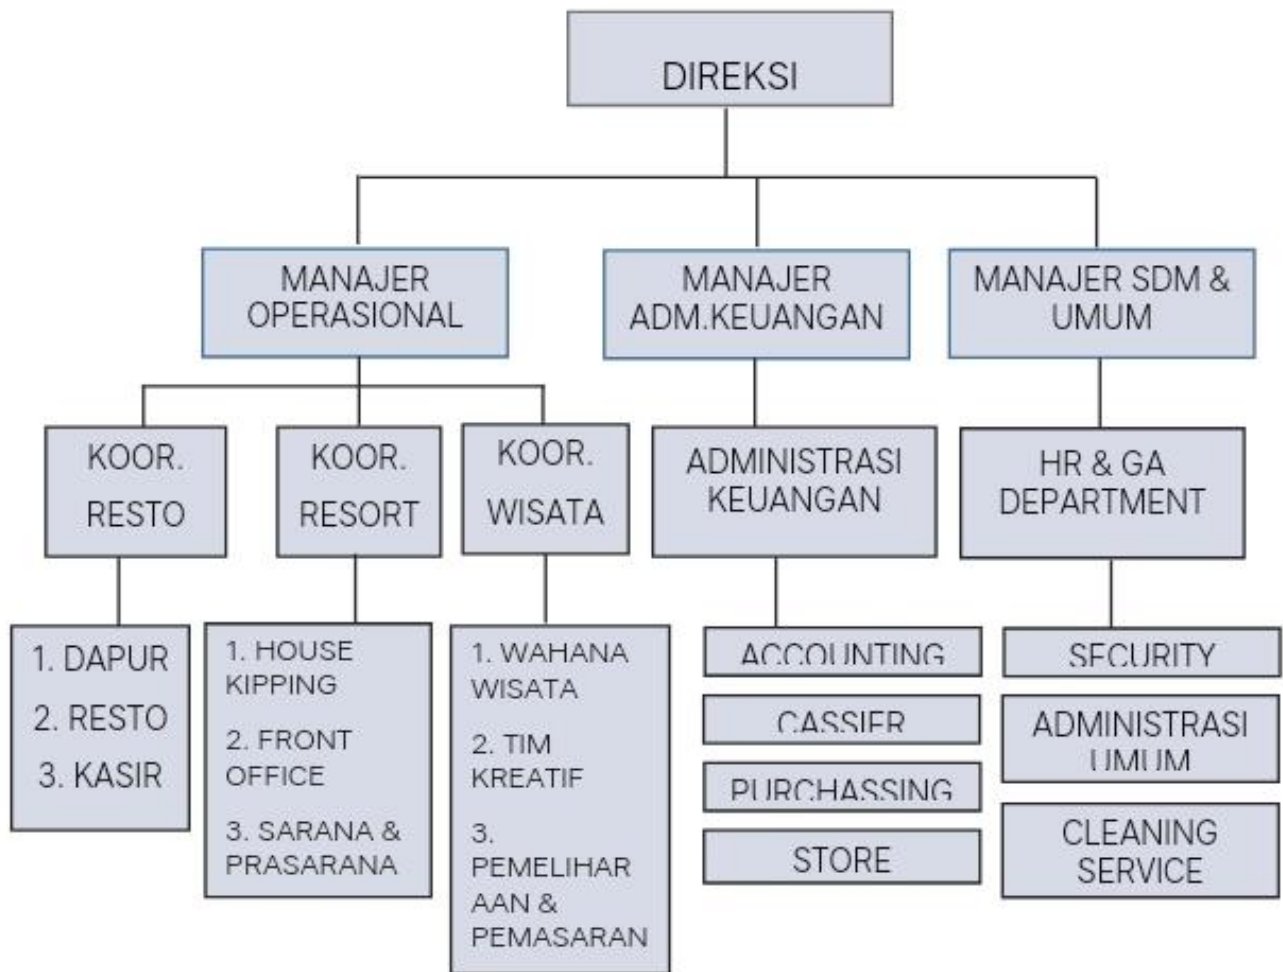 DIREKSI
MANAJER
OPERASIONAL
MANAJER
ADM.KEUANGAN
MANAJER SDM &
UMUM
KOOR.
RESTO
KOOR.
RESORT
KOOR.
WISATA
ADMINISTRASI
KEUANGAN
HR & GA
DEPARTMENT
1. DAPUR
2. RESTO
3. KASIR
1. HOUSE
KIPPING
2. FRONT
OFFICE
3. SARANA &
PRASARANA
1. WAHANA
WISATA
2. TIM
KREATIF
3.
PEMELIHAR
AAN &
PEMASARAN
ACCOUNTING
CASSIER
PURCHASSING
STORE
SECURITY
ADMINISTRASI
UMUM
CLEANING
SERVICE